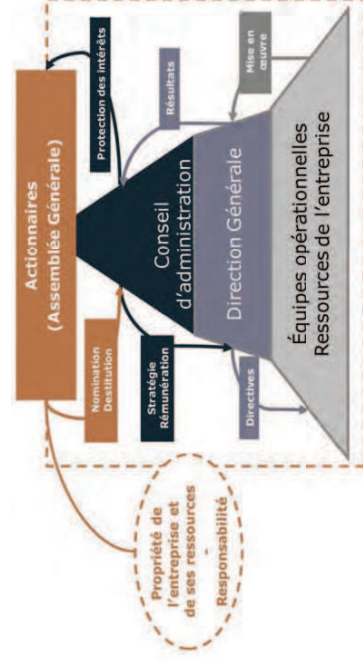 Actionnaires
(Assemblée Générale)
Nomination
Destitution
Protection des intérêts
Stratégie
Rémunération
Conseil
d'administration
Résultats
Directives
Direction Générale
Mise en
œuvre
Équipes opérationnelles
Ressources de l'entreprise
Propriété de
l'entreprise et
de ses ressources
-
Responsabilité